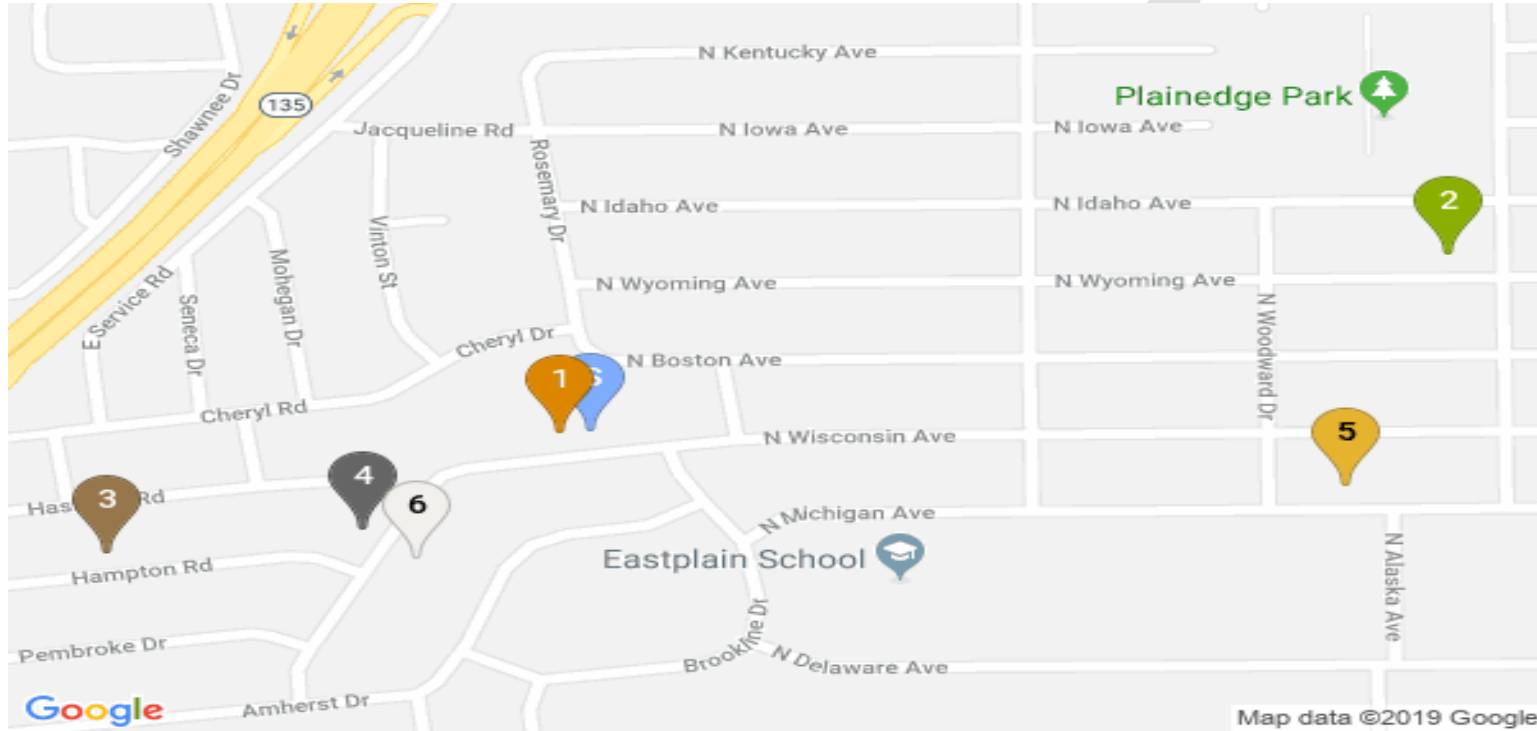 N Kentucky Ave
Plainedge Park
135
Shawnee Dr
Jacqueline Rd
N Iowa Ave
N Iowa Ave
Rosemary Dr
2
N Idaho Ave
N Idaho Ave
Vinton St
Mohegan Dr
E Service Rd
Seneca Dr
N Wyoming Ave
N Wyoming Ave
N Woodward Dr
Cheryl Dr
N Boston Ave
1
S
Cheryl Rd
N Wisconsin Ave
5
4
3
Rd
6
N Michigan Ave
Eastplain School
Hampton Rd
N Alaska Ave
Pembroke Dr
Brookline Dr
N Delaware Ave
Amherst Dr
Google
Map data ©2019 Google